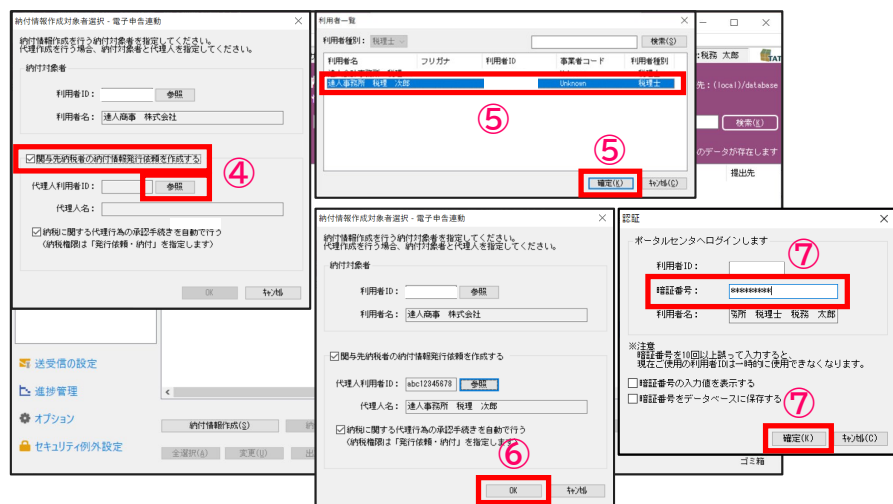 納付情報作成対象者選択 - 電子申告連動
納付情報作成を行う納付対象者を指定してください。
代理作成を行う場合、納付対象者と代理人を指定してください。
納付対象者
利用者ID：
参照
利用者名：
達人商事 株式会社
☑関与先納税者の納付情報発行依頼を作成する
④
代理人利用者ID：
参照
代理人名：
☑納税に関する代理行為の承認手続きを自動で行う
(納税権限は「発行依頼・納付」を指定します)
OK
ｷｬﾝｾﾙ
利用者一覧
利用者種別：
税理士
検索(S)
利用者名
フリガナ
利用者ID
事業者コード
利用者種別
達人事務所 税理 次郎
Unknown
税理士
⑤
⑤
確定(K)
ｷｬﾝｾﾙ(C)
:税務 太郎
先：(local)/database
検索(K)
のデータが存在します
提出先
納付情報作成対象者選択 - 電子申告連動
納付情報作成を行う納付対象者を指定してください。
代理作成を行う場合、納付対象者と代理人を指定してください。
納付対象者
利用者ID：
参照
利用者名：
達人商事 株式会社
☑関与先納税者の納付情報発行依頼を作成する
代理人利用者ID：
abc12345678
参照
代理人名：
達人事務所 税理 次郎
☑納税に関する代理行為の承認手続きを自動で行う
(納税権限は「発行依頼・納付」を指定します)
⑥
OK
ｷｬﾝｾﾙ
認証
ポータルセンタへログインします
⑦
利用者ID：
暗証番号：
*********
利用者名：
務所 税理士 税務 太郎
※注意
暗証番号を10回以上誤って入力すると、
現在ご使用の利用者IDは一時的に使用できなくなります。
暗証番号の入力値を表示する
暗証番号をデータベースに保存する
⑦
確定(K)
ｷｬﾝｾﾙ(C)
送受信の設定
進捗管理
オプション
セキュリティ例外設定
納付情報作成(S)
全選択(A)
変更(U)
ゴミ箱